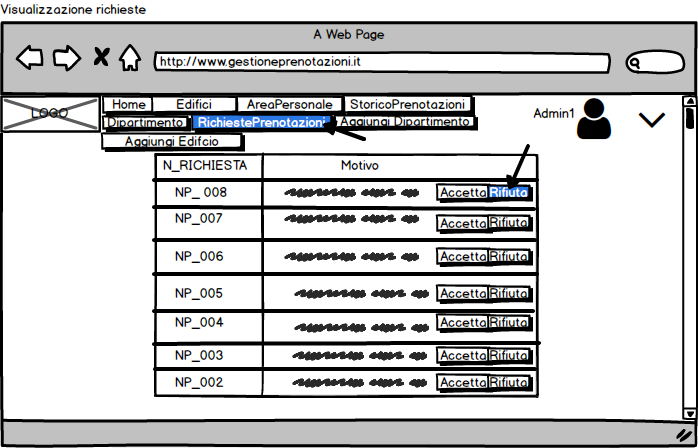 Visualizzazione richieste
A Web Page
http://www.gestioneprenotazioni.it
LOGO
Home Edifici AreaPersonale StoricoPrenotazioni
Dipartimento RichiestePrenotazioni Aggiungi Dipartimento
Aggiungi Edifcio
Admin1
N_RICHIESTA Motivo
NP_ 008 Accetta Rifiuta
NP_007 Accetta Rifiuta
NP_006 Accetta Rifiuta
NP_005 Accetta Rifiuta
NP_004 Accetta Rifiuta
NP_003 Accetta Rifiuta
NP_002 Accetta Rifiuta